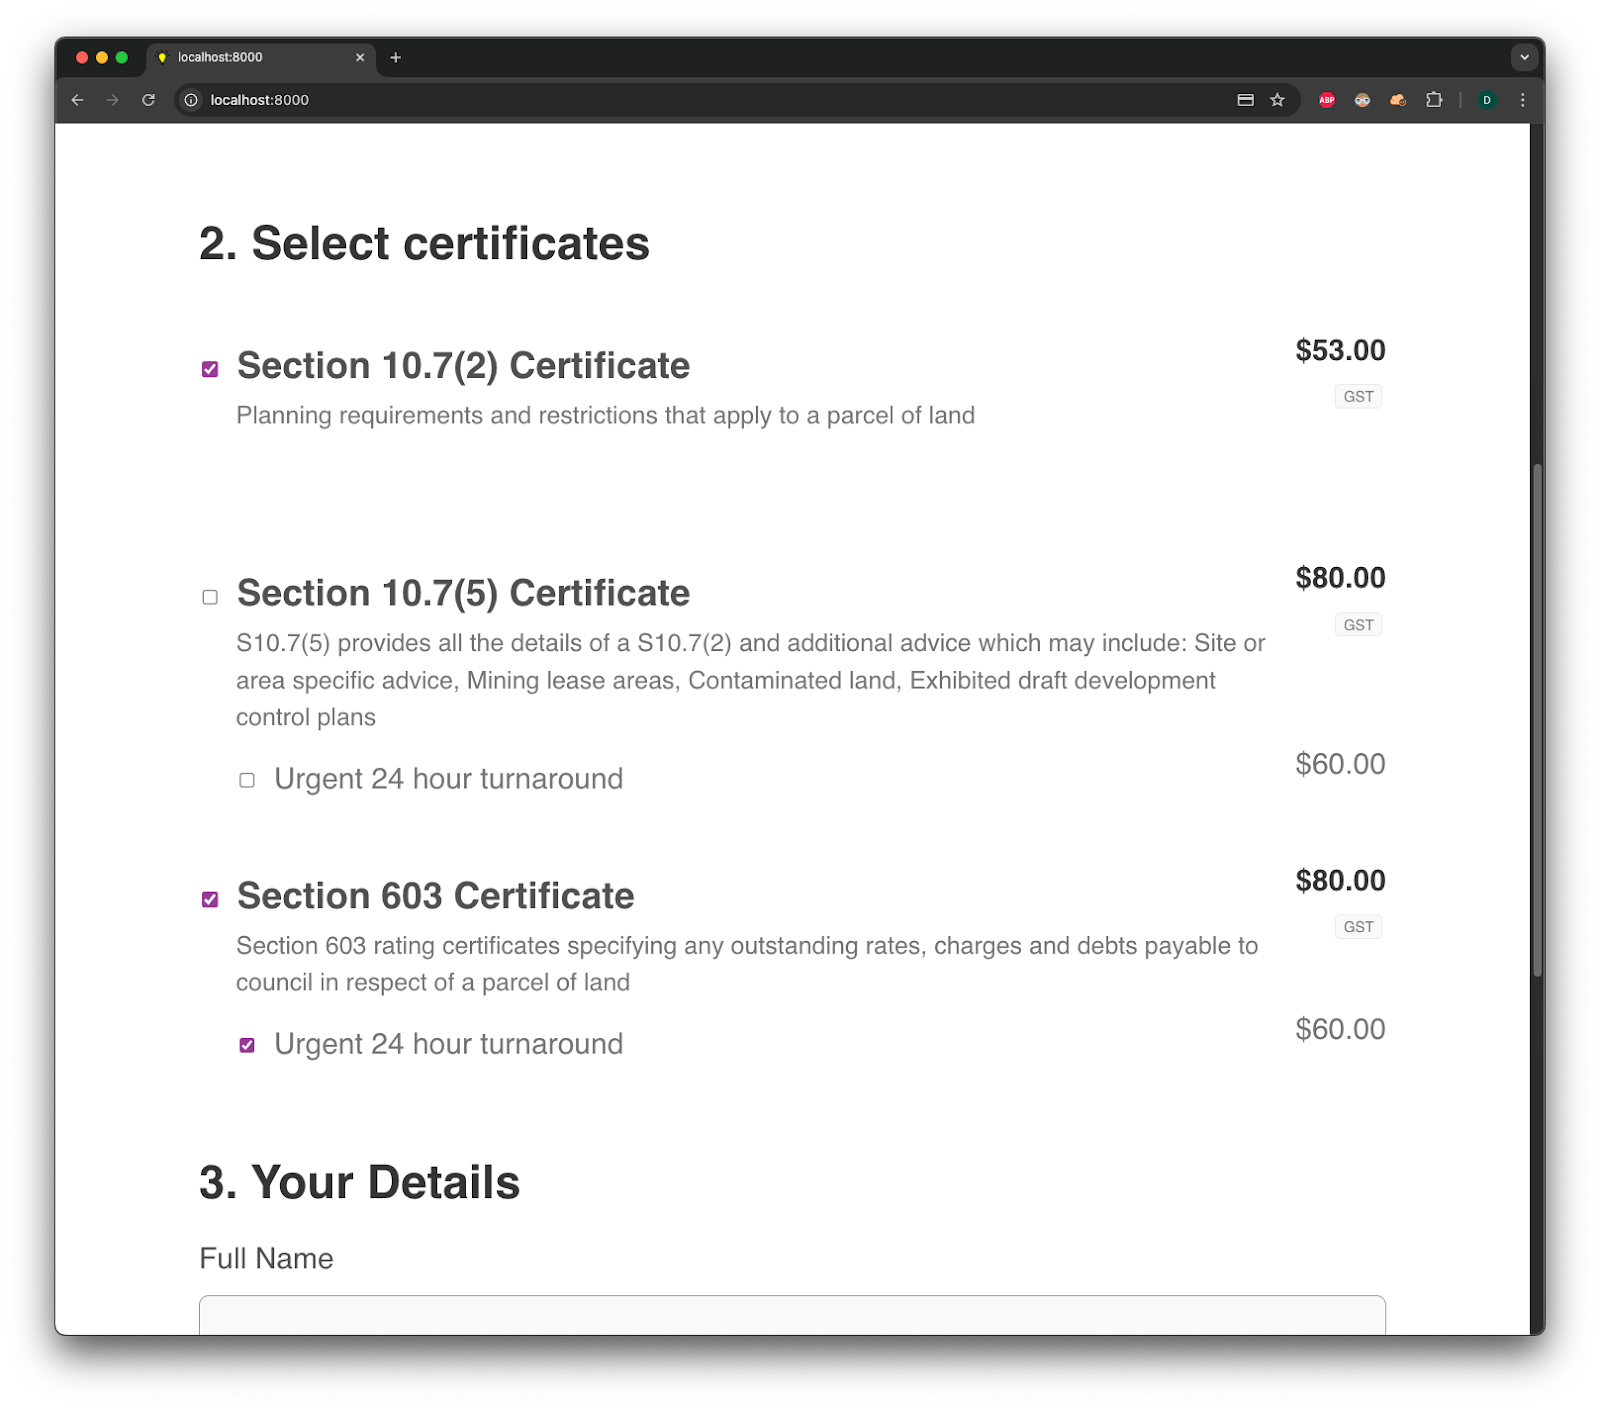 localhost:8000
localhost:8000
ABP
D
2. Select certificates
Section 10.7(2) Certificate
$53.00
GST
Planning requirements and restrictions that apply to a parcel of land
Section 10.7(5) Certificate
$80.00
GST
S10.7(5) provides all the details of a S10.7(2) and additional advice which may include: Site or
area specific advice, Mining lease areas, Contaminated land, Exhibited draft development
control plans
Urgent 24 hour turnaround
$60.00
Section 603 Certificate
$80.00
GST
Section 603 rating certificates specifying any outstanding rates, charges and debts payable to
council in respect of a parcel of land
Urgent 24 hour turnaround
$60.00
3. Your Details
Full Name